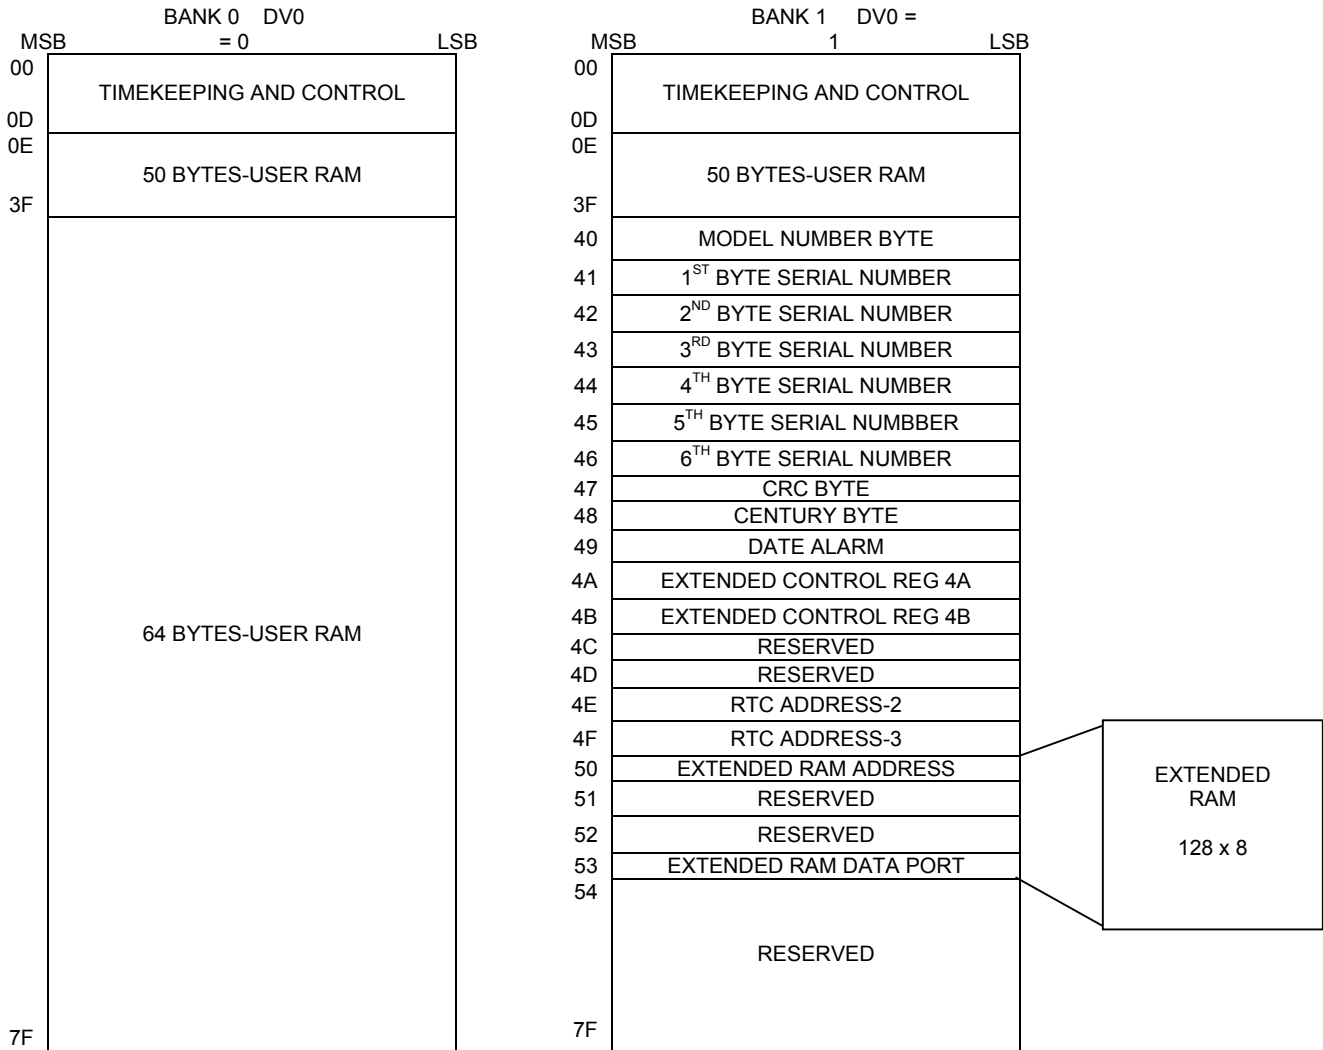 BANK 0 DV0
MSB = 0 LSB
00
TIMEKEEPING AND CONTROL
0D
0E
50 BYTES-USER RAM
3F
64 BYTES-USER RAM
7F
BANK 1 DV0 =
MSB 1 LSB
00
TIMEKEEPING AND CONTROL
0D
0E
50 BYTES-USER RAM
3F
40 MODEL NUMBER BYTE
41 1ST BYTE SERIAL NUMBER
42 2ND BYTE SERIAL NUMBER
43 3RD BYTE SERIAL NUMBER
44 4TH BYTE SERIAL NUMBER
45 5TH BYTE SERIAL NUMBBER
46 6TH BYTE SERIAL NUMBER
47 CRC BYTE
48 CENTURY BYTE
49 DATE ALARM
4A EXTENDED CONTROL REG 4A
4B EXTENDED CONTROL REG 4B
4C RESERVED
4D RESERVED
4E RTC ADDRESS-2
4F RTC ADDRESS-3
50 EXTENDED RAM ADDRESS
51 RESERVED
52 RESERVED
53 EXTENDED RAM DATA PORT
54
RESERVED
7F
EXTENDED
RAM
128 x 8